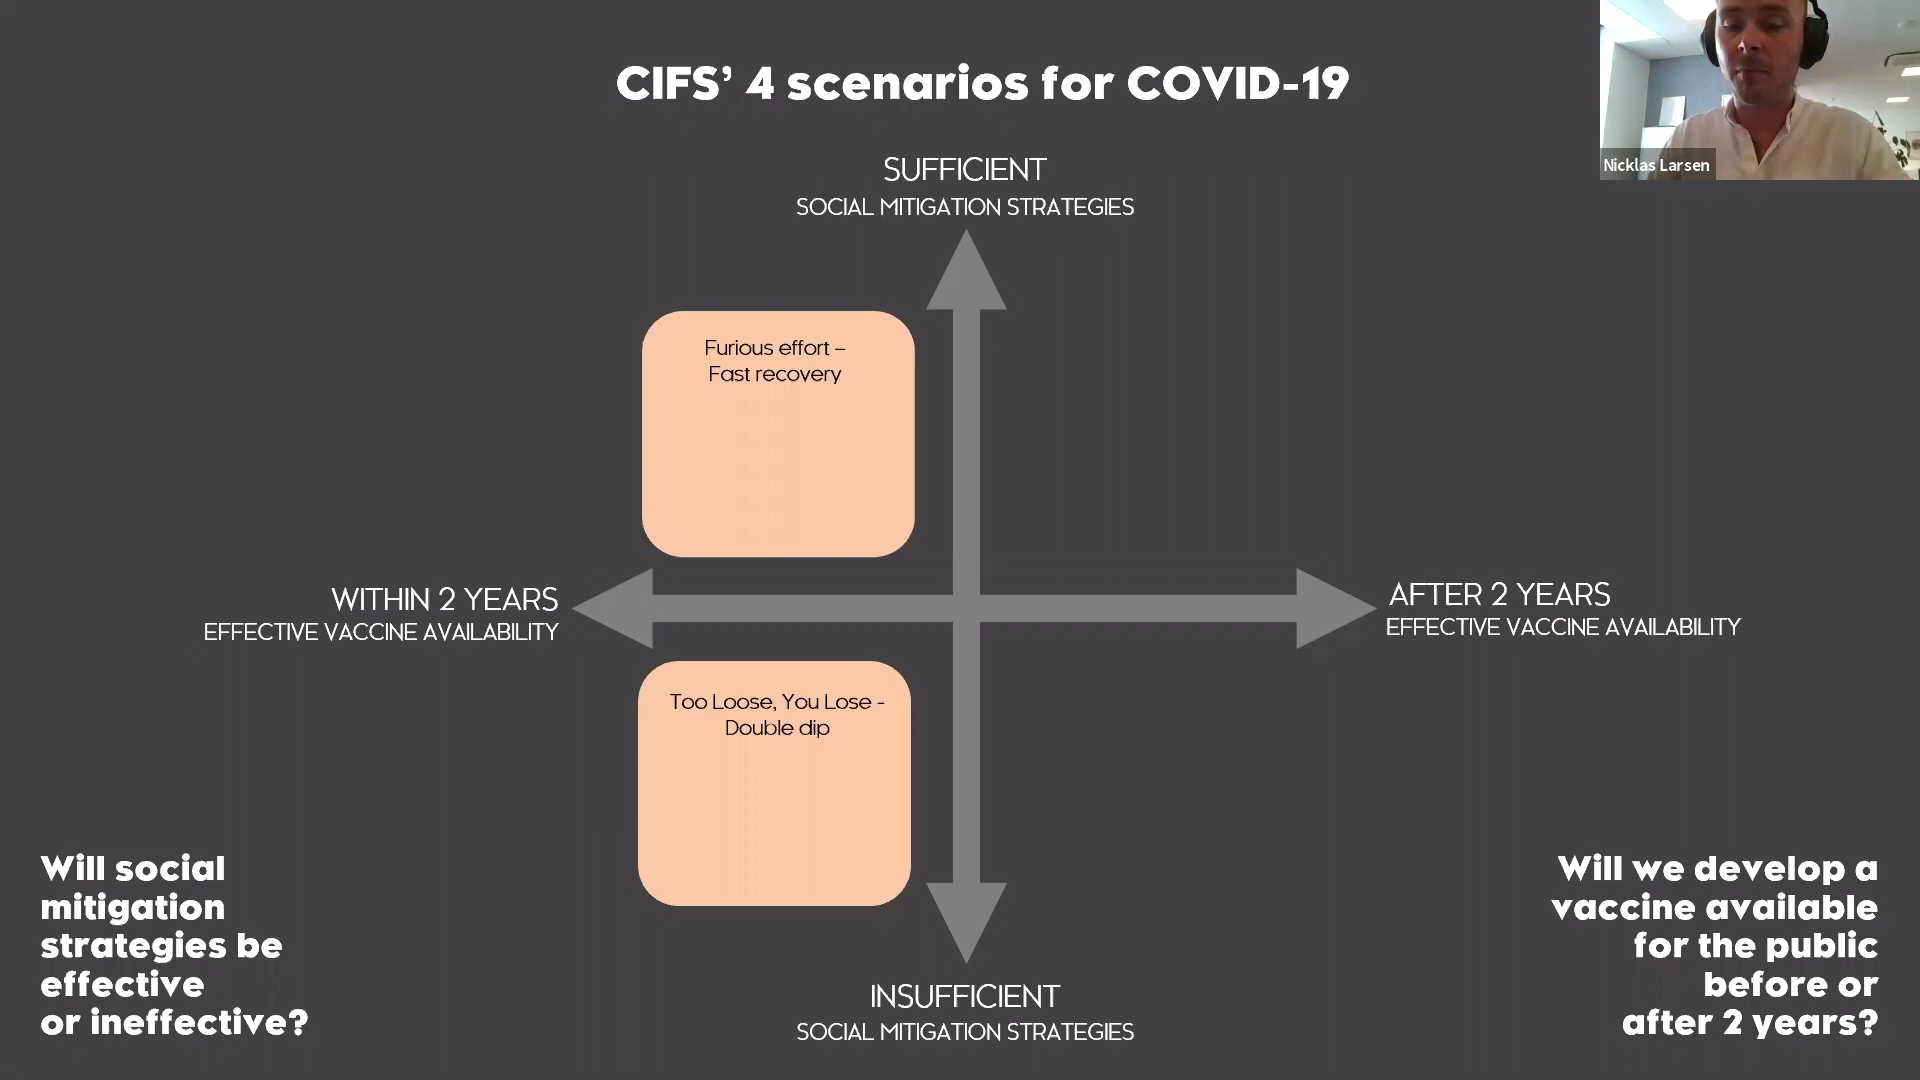 CIFS’ 4 scenarios for COVID-19
Nicklas Larsen
SUFFICIENT
SOCIAL MITIGATION STRATEGIES
Furious effort –
Fast recovery
WITHIN 2 YEARS
EFFECTIVE VACCINE AVAILABILITY
AFTER 2 YEARS
EFFECTIVE VACCINE AVAILABILITY
Too Loose, You Lose -
Double dip
Will social
mitigation
strategies be
effective
or ineffective?
Will we develop a
vaccine available
for the public
before or
after 2 years?
INSUFFICIENT
SOCIAL MITIGATION STRATEGIES